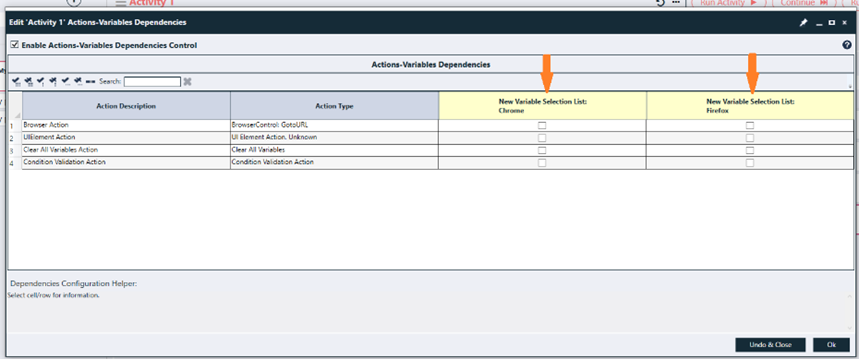 Activity 1
Run Activity
Continue
Edit 'Activity 1' Actions-Variables Dependencies
Enable Actions-Variables Dependencies Control
Actions-Variables Dependencies
Search:
Action Description
Action Type
New Variable Selection List:
Chrome
New Variable Selection List:
Firefox
1 Browser Action BrowserControl: GotoURL
2 UIElement Action UI Element Action. Unknown
3 Clear All Variables Action Clear All Variables
4 Condition Validation Action Condition Validation Action
Dependencies Configuration Helper:
Select cell/row for information.
Undo & Close
Ok